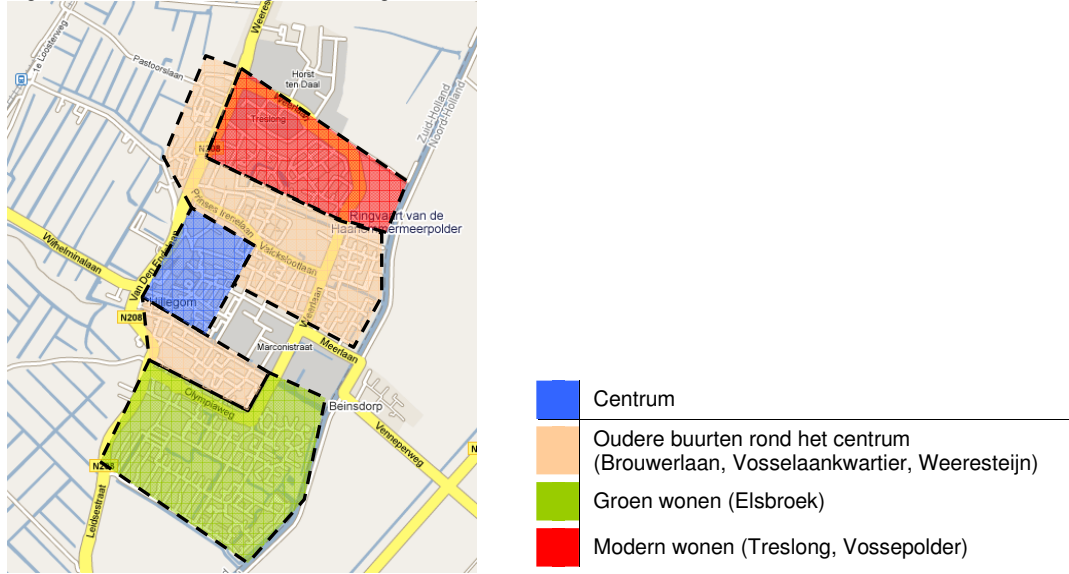 Weeres
1e Loosterweg
Pastoorslaan
Horst
ten Daal
Weerlaan
Treslong
Zuid-Holland
Noord-Holland
N208
Prinses Irenelaan
Ringvaart van de
Haarlemmermeerpolder
Valckslootlaan
Wilhelminalaan
Van Den Endelaan
Hillegom
Weerlaan
N208
Marconistraat
Meerlaan
Olympiaweg
Beinsdorp
Venneperweg
N
N208
Leidsestraat
Centrum
Oudere buurten rond het centrum
(Brouwerlaan, Vosselaankwartier, Weeresteijn)
Groen wonen (Elsbroek)
Modern wonen (Treslong, Vossepolder)